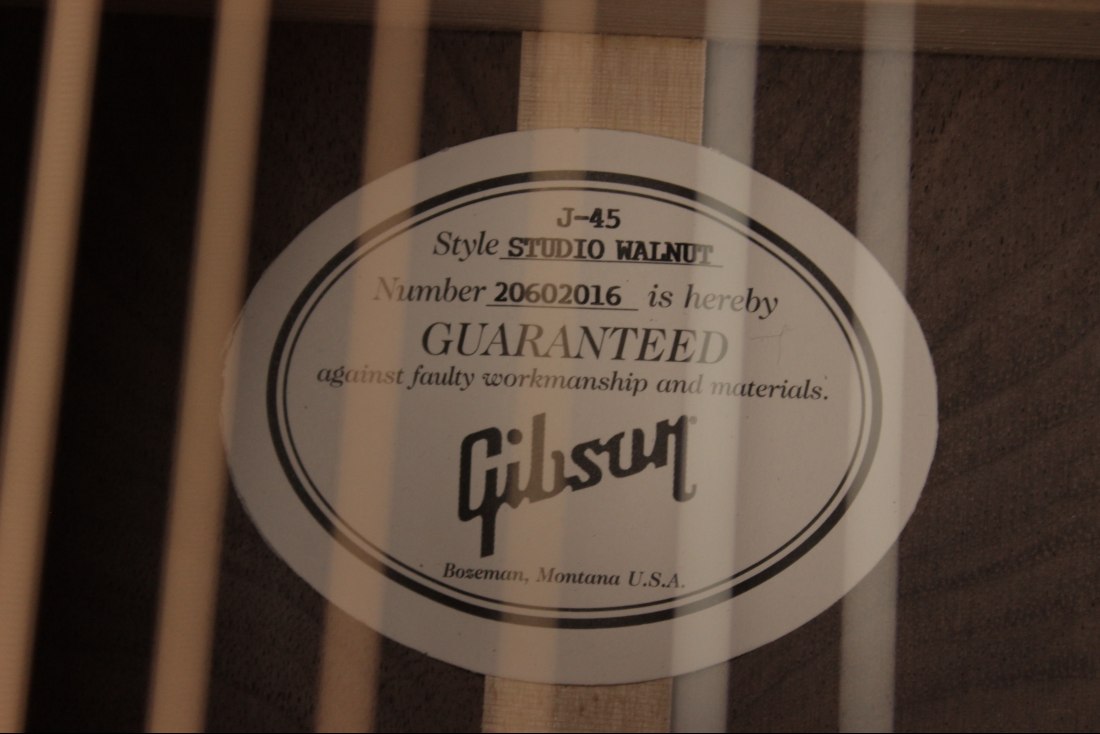 J-45
Style STUDIO WALNUT
Number 20602016 is hereby
GUARANTEED
against faulty workmanship and materials.
Gibson
Bozeman, Montana U.S.A.